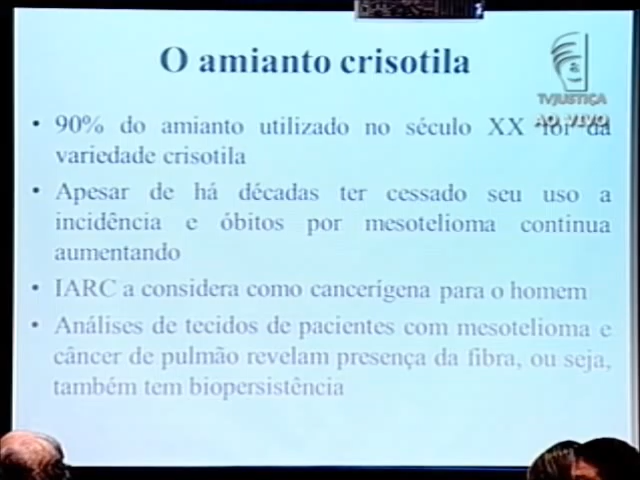 O amianto crisotila
TVJUSTIÇA
AO VIVO
• 90% do amianto utilizado no século XX foi da
variedade crisotila
• Apesar de há décadas ter cessado seu uso a
incidência e óbitos por mesotelioma continua
aumentando
• IARC a considera como cancerígena para o homem
• Análises de tecidos de pacientes com mesotelioma e
câncer de pulmão revelam presença da fibra, ou seja,
também tem biopersistência